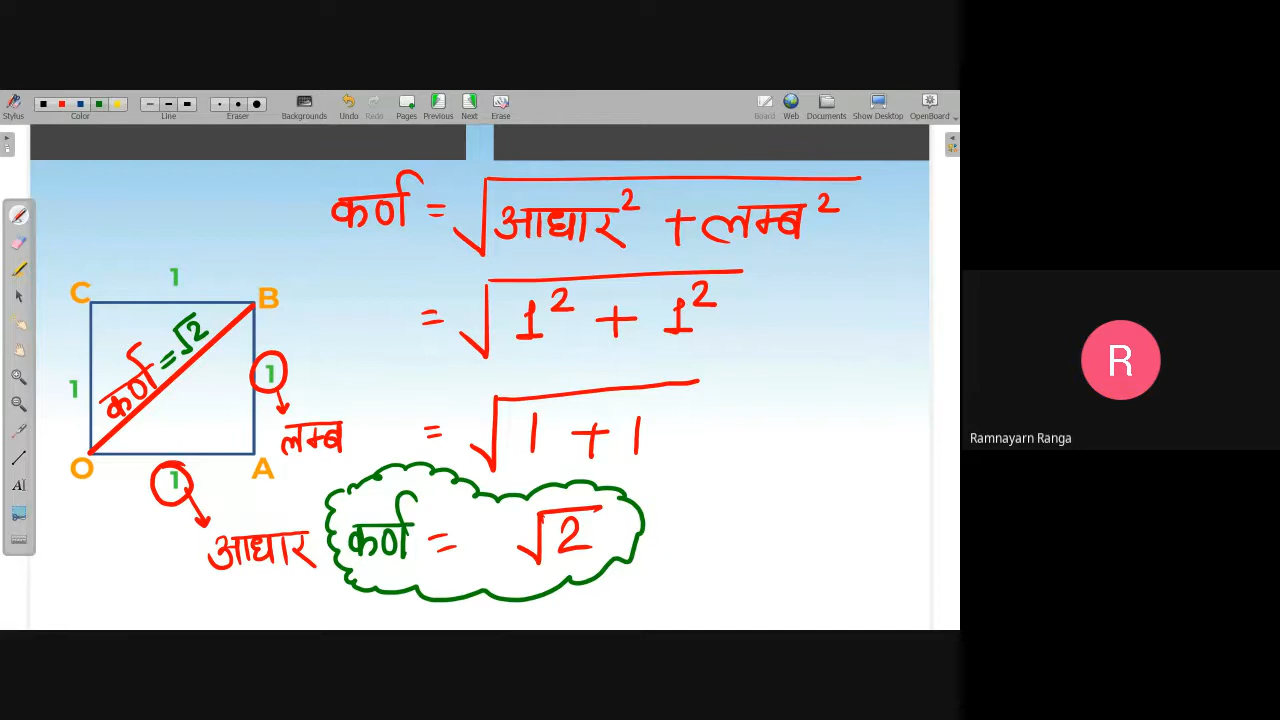 Stylus Color Line Eraser Backgrounds Undo Redo Pages Previous Next Erase Board Web Documents Show Desktop OpenBoard
कर्ण = √आधार² + लम्ब²
= √1² + 1²
= √1 + 1
कर्ण = √2
C 1 B
कर्ण = √2
1 1
लम्ब
O 1 A
आधार
R
Ramnayarn Ranga